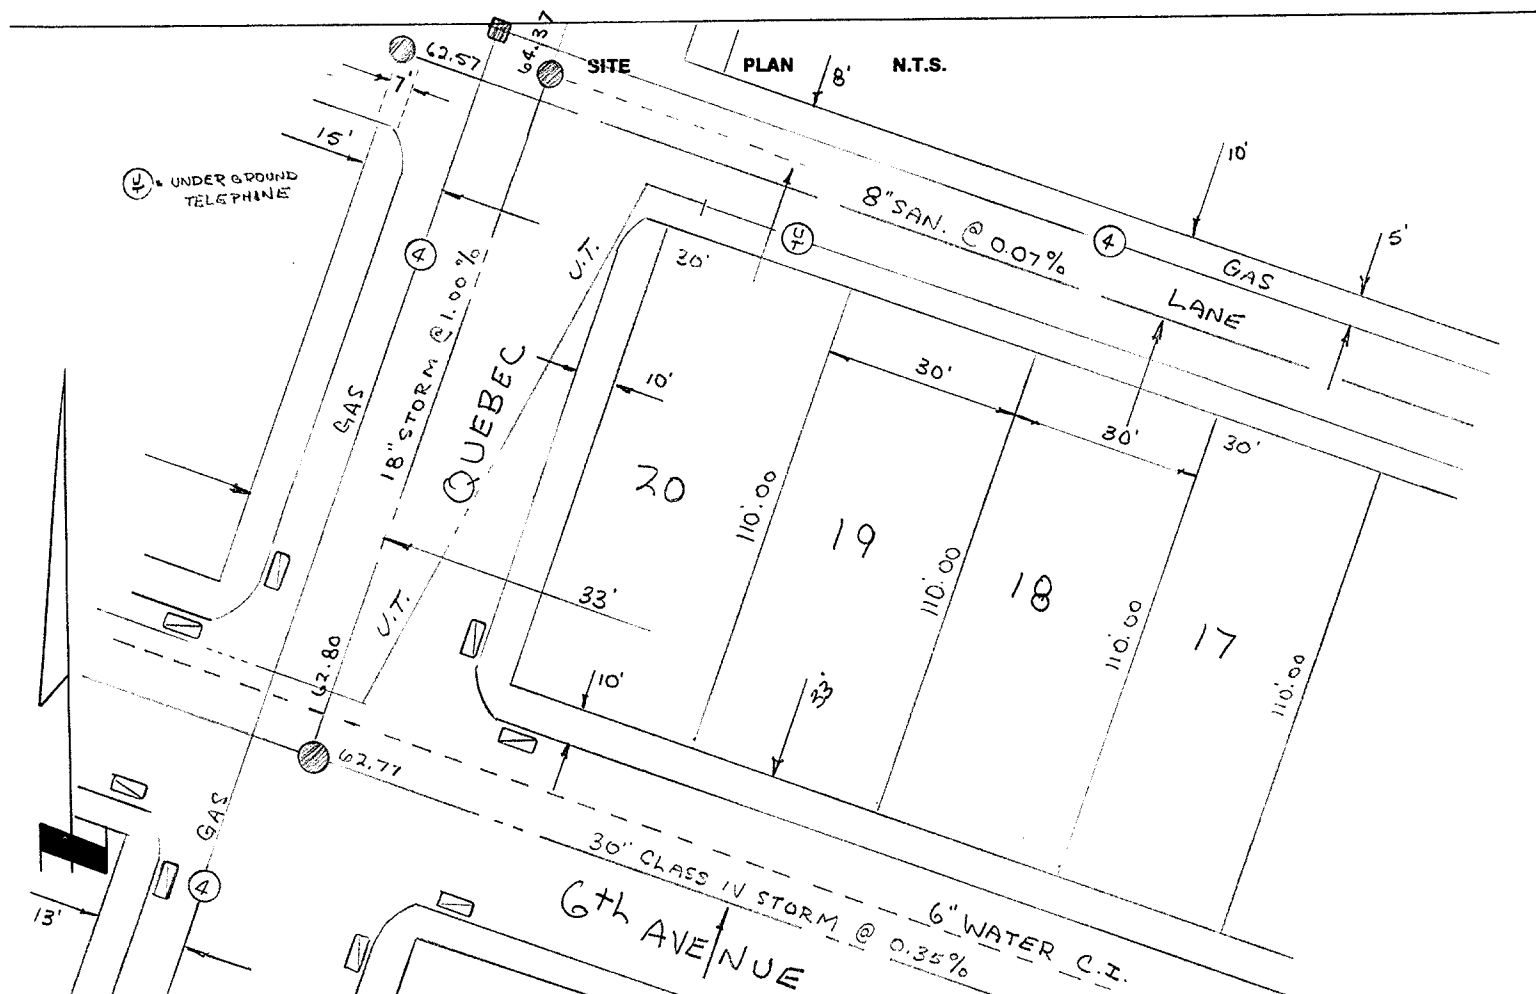 SITE PLAN N.T.S.
62.57
64.37
7'
15'
8'
10'
5'
U/T = UNDERGROUND
TELEPHINE
8" SAN. @ 0.07%
4
GAS
LANE
U/T
U.T.
30'
4
18" STORM @ 1.00%
GAS
QUEBEC
10'
30'
30'
30'
20
110.00
19
110.00
18
110.00
17
110.00
33'
U.T.
62.80
10'
33'
62.77
GAS
4
13'
30" CLASS IV STORM @ 0.35%
6" WATER C.I.
6th AVENUE